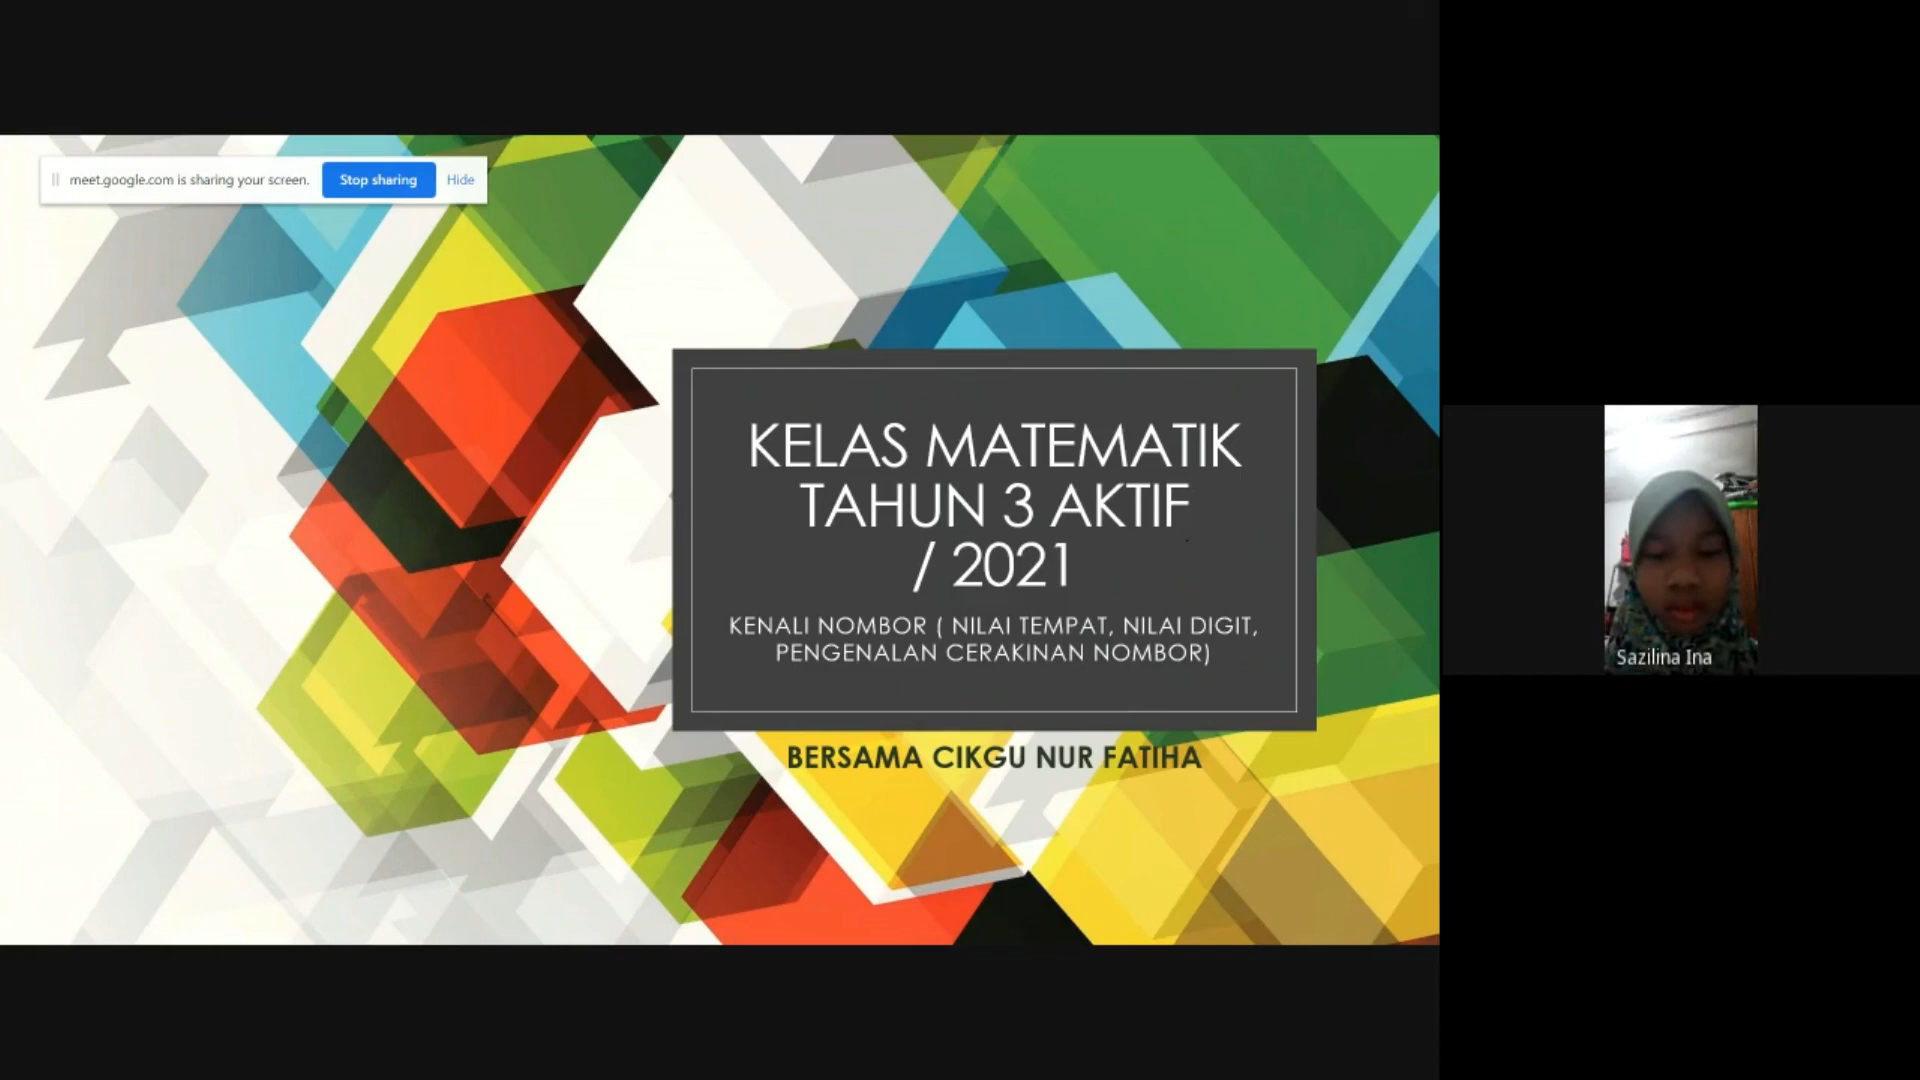 meet.google.com is sharing your screen.
Stop sharing
Hide
KELAS MATEMATIK
TAHUN 3 AKTIF
/ 2021
KENALI NOMBOR ( NILAI TEMPAT, NILAI DIGIT,
PENGENALAN CERAKINAN NOMBOR)
BERSAMA CIKGU NUR FATIHA
Sazilina Ina